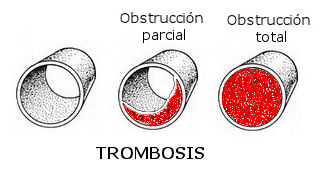 Obstrucción
parcial
Obstrucción
total
TROMBOSIS